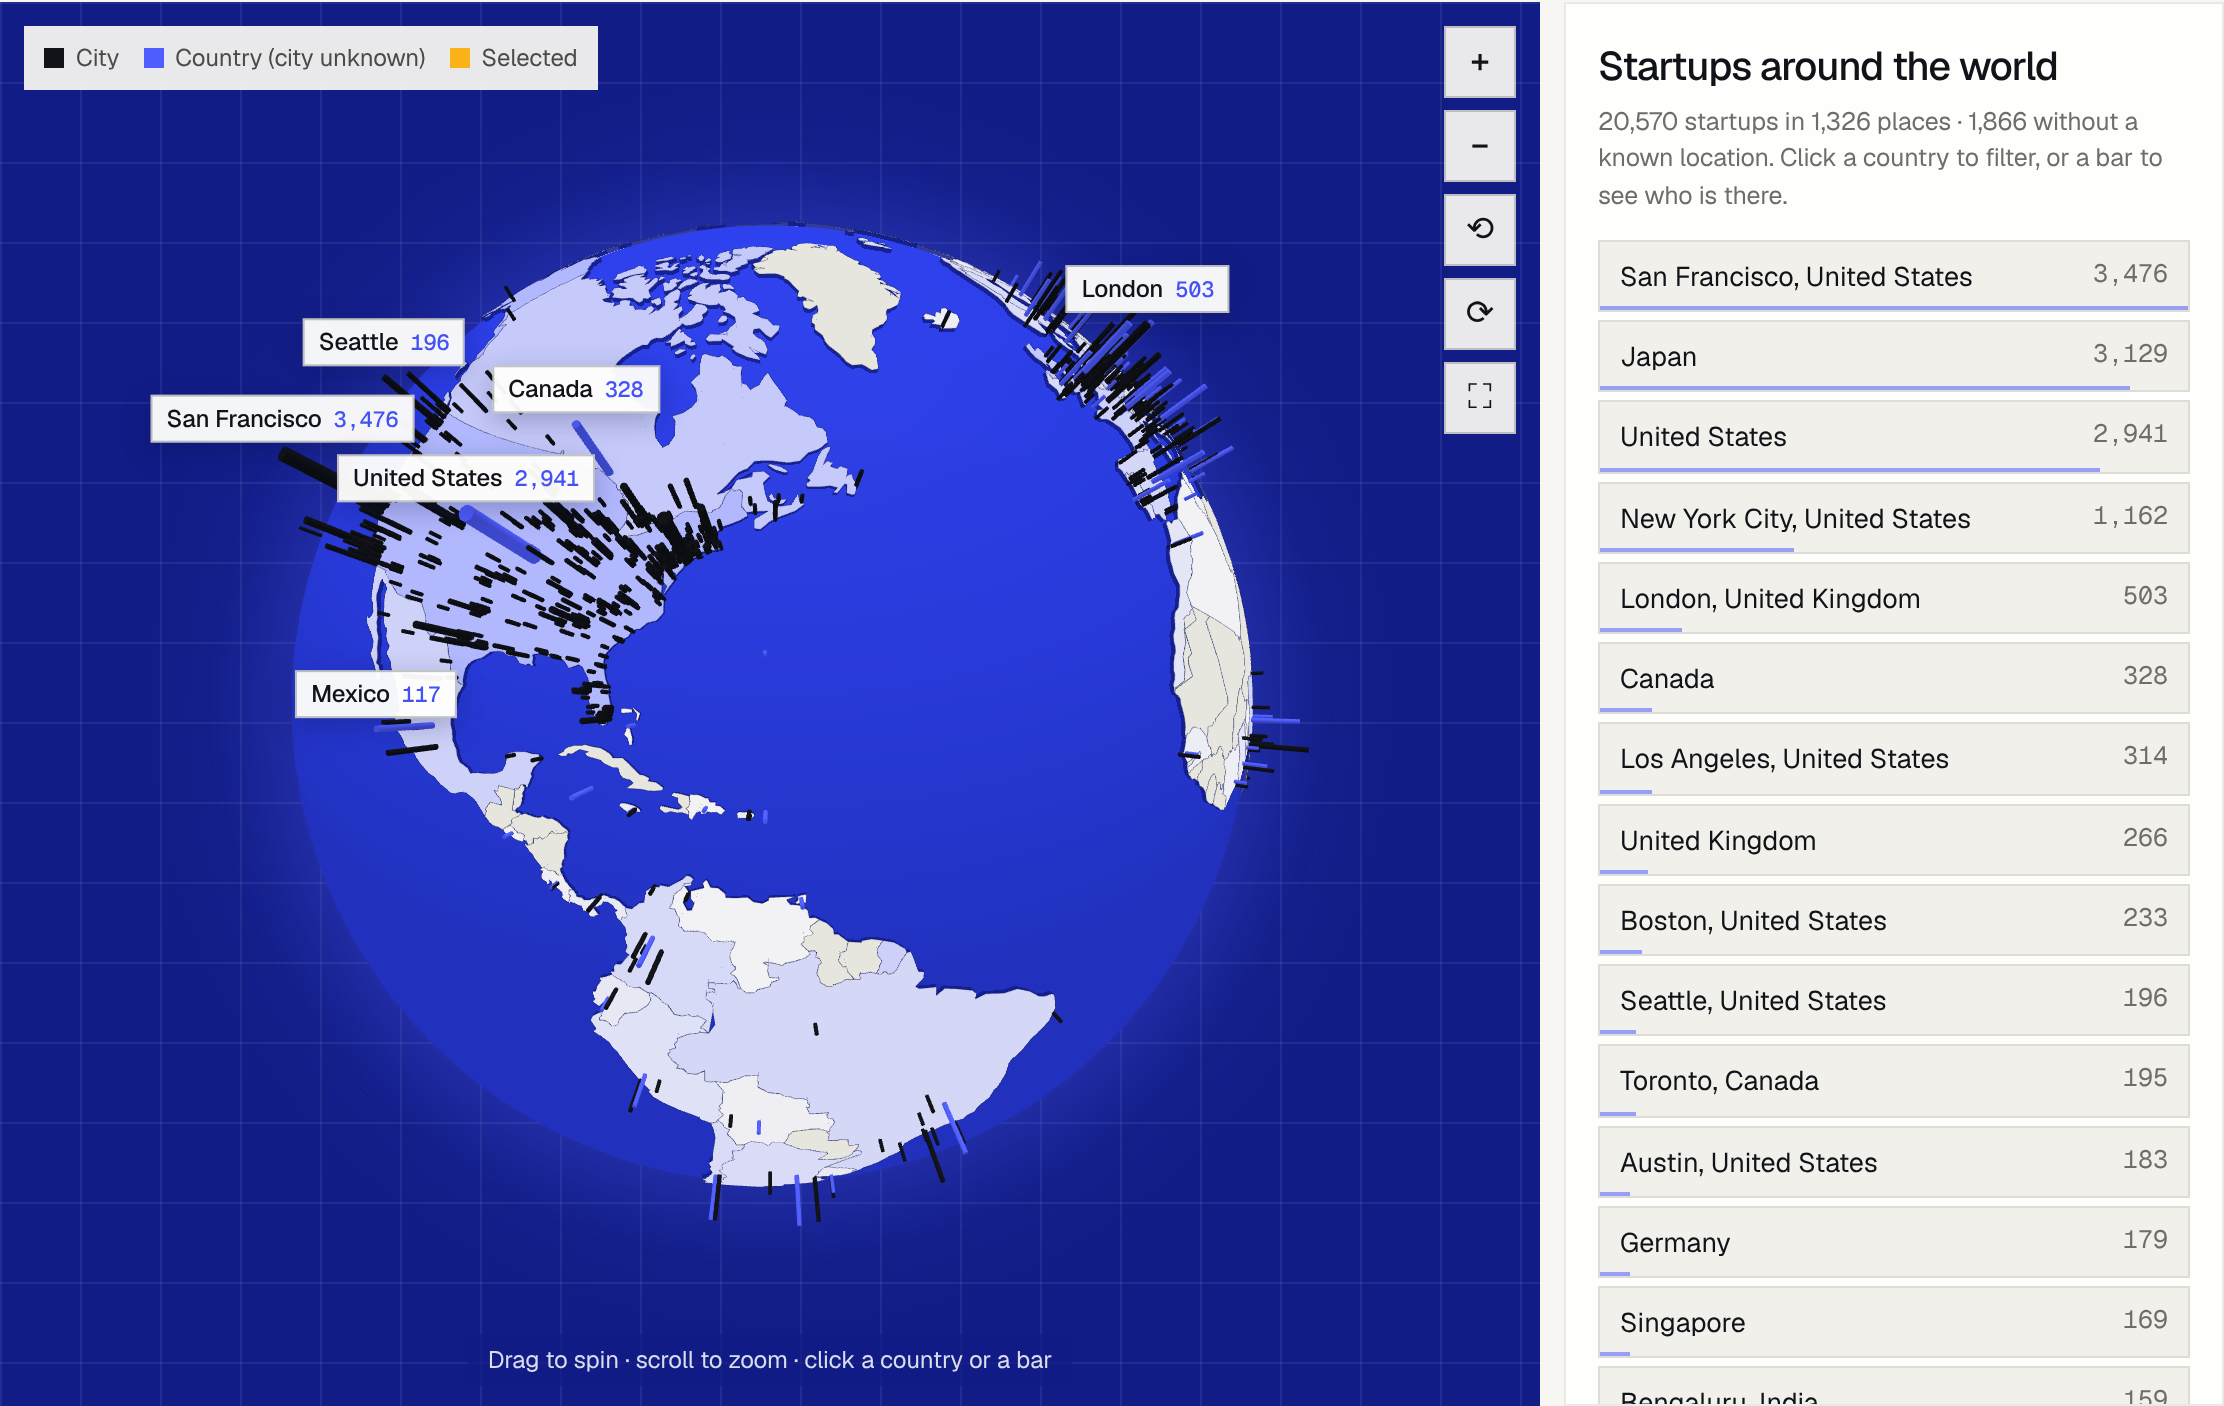 City
Country (city unknown)
Selected
+
−
Seattle 196
San Francisco 3,476
Canada 328
United States 2,941
London 503
Mexico 117
Drag to spin · scroll to zoom · click a country or a bar
Startups around the world
20,570 startups in 1,326 places · 1,866 without a
known location. Click a country to filter, or a bar to
see who is there.
San Francisco, United States 3,476
Japan 3,129
United States 2,941
New York City, United States 1,162
London, United Kingdom 503
Canada 328
Los Angeles, United States 314
United Kingdom 266
Boston, United States 233
Seattle, United States 196
Toronto, Canada 195
Austin, United States 183
Germany 179
Singapore 169
Bengaluru, India 159